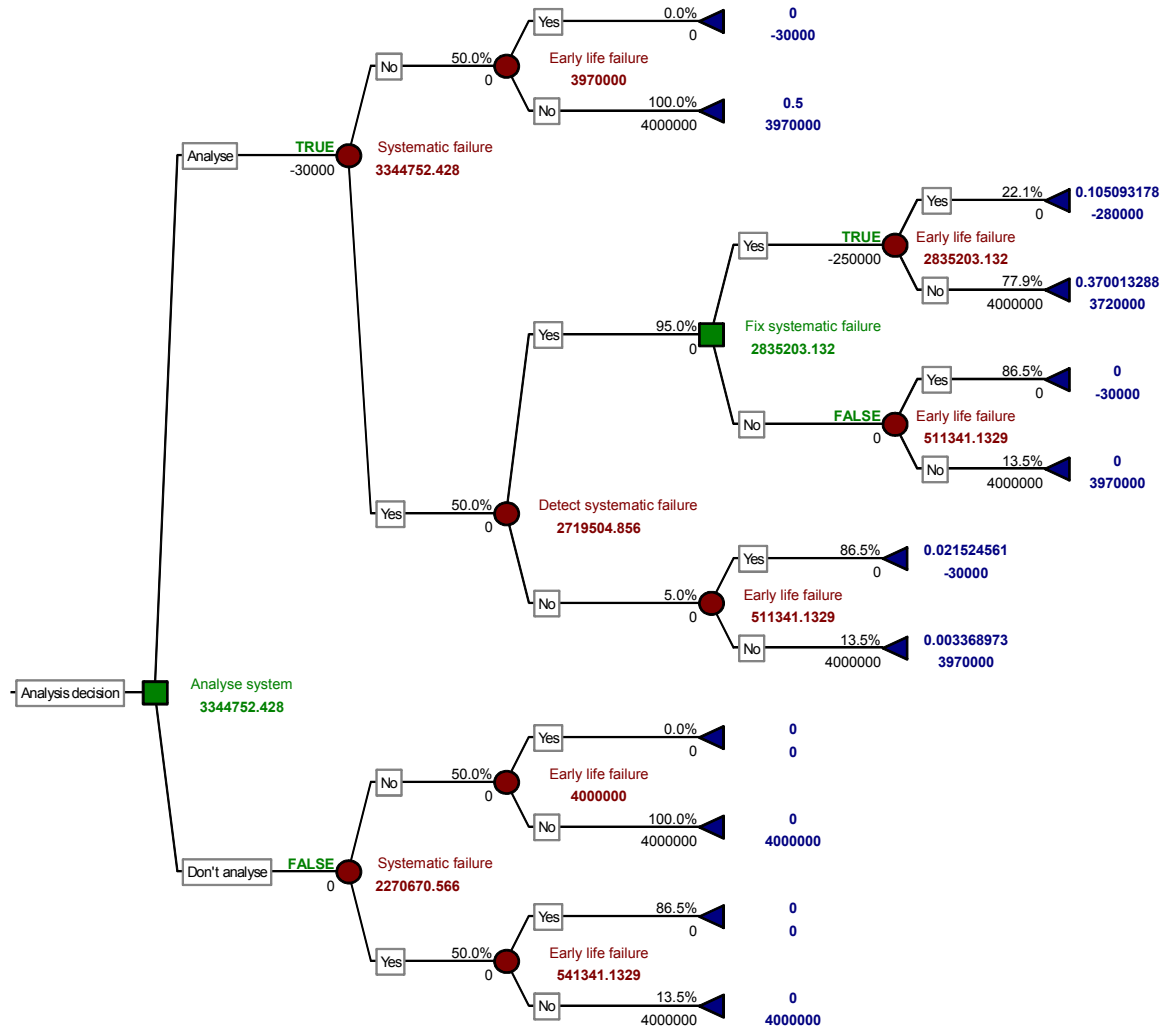 Yes
0.0%
0
0
-30000
No
50.0%
0
Early life failure
3970000
No
100.0%
4000000
0.5
3970000
Analyse
TRUE
-30000
Systematic failure
3344752.428
Yes
22.1%
0
0.105093178
-280000
Yes
TRUE
-250000
Early life failure
2835203.132
No
77.9%
4000000
0.370013288
3720000
Yes
95.0%
0
Fix systematic failure
2835203.132
Yes
86.5%
0
0
-30000
No
FALSE
0
Early life failure
511341.1329
No
13.5%
4000000
0
3970000
Yes
50.0%
0
Detect systematic failure
2719504.856
Yes
86.5%
0
0.021524561
-30000
No
5.0%
0
Early life failure
511341.1329
No
13.5%
4000000
0.003368973
3970000
Analysis decision
Analyse system
3344752.428
Yes
0.0%
0
0
0
No
50.0%
0
Early life failure
4000000
No
100.0%
4000000
0
4000000
Don't analyse
FALSE
0
Systematic failure
2270670.566
Yes
86.5%
0
0
0
Yes
50.0%
0
Early life failure
541341.1329
No
13.5%
4000000
0
4000000